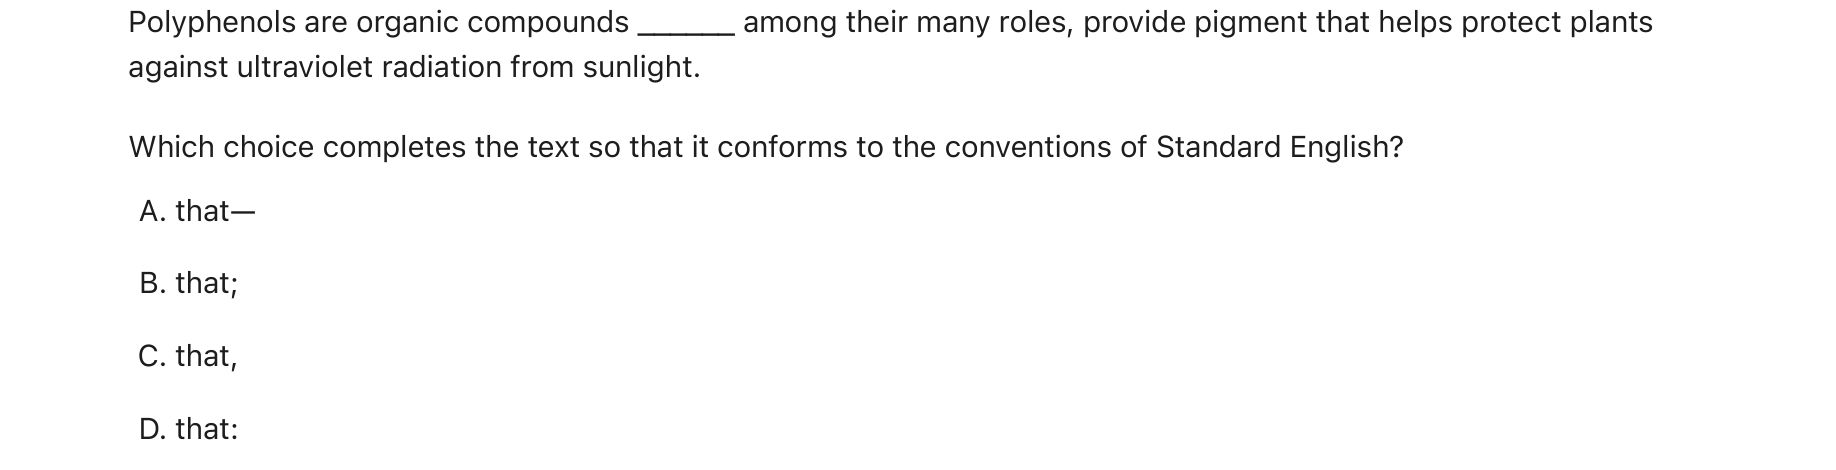 Polyphenols are organic compounds ______ among their many roles, provide pigment that helps protect plants
against ultraviolet radiation from sunlight.
Which choice completes the text so that it conforms to the conventions of Standard English?
A. that—
B. that;
C. that,
D. that: